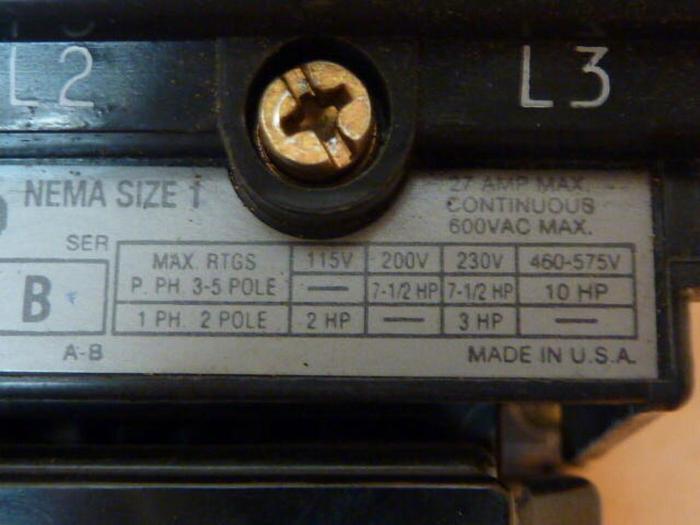 L2 L3
NEMA SIZE 1
27 AMP MAX.
CONTINUOUS
600VAC MAX.
SER
B
MAX. RTGS 115V 200V 230V 460-575V
P. PH. 3-5 POLE — 7-1/2 HP 7-1/2 HP 10 HP
1 PH. 2 POLE 2 HP — 3 HP —
A-B MADE IN U.S.A.